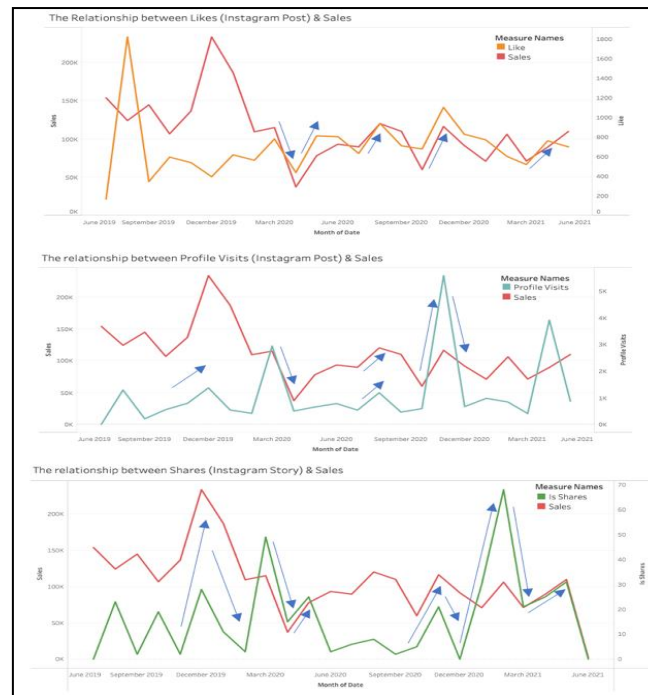 The Relationship between Likes (Instagram Post) & Sales
Measure Names
Like
Sales
200K
150K
100K
50K
0K
Sales
1800
1600
1400
1200
1000
800
600
400
200
0
Like
June 2019 September 2019 December 2019 March 2020 June 2020 September 2020 December 2020 March 2021 June 2021
Month of Date
The relationship between Profile Visits (Instagram Post) & Sales
Measure Names
Profile Visits
Sales
200K
150K
100K
50K
0K
Sales
5K
4K
3K
2K
1K
0K
Profile Visits
June 2019 September 2019 December 2019 March 2020 June 2020 September 2020 December 2020 March 2021 June 2021
Month of Date
The relationship between Shares (Instagram Story) & Sales
Measure Names
Is Shares
Sales
200K
150K
100K
50K
0K
Sales
70
60
50
40
30
20
10
0
Is Shares
June 2019 September 2019 December 2019 March 2020 June 2020 September 2020 December 2020 March 2021 June 2021
Month of Date